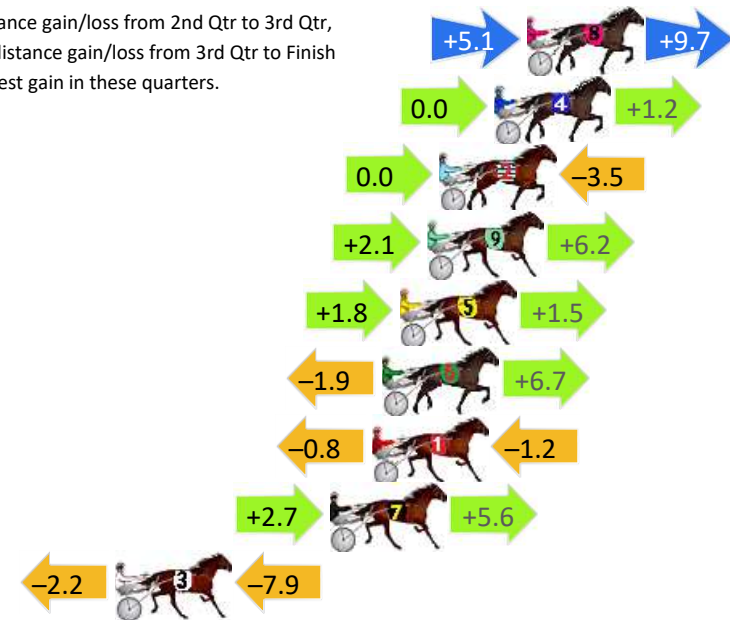 ance gain/loss from 2nd Qtr to 3rd Qtr,
distance gain/loss from 3rd Qtr to Finish
est gain in these quarters.
+5.1 8 +9.7
0.0 4 +1.2
0.0 2 –3.5
+2.1 9 +6.2
+1.8 5 +1.5
–1.9 6 +6.7
–0.8 1 –1.2
+2.7 7 +5.6
–2.2 3 –7.9